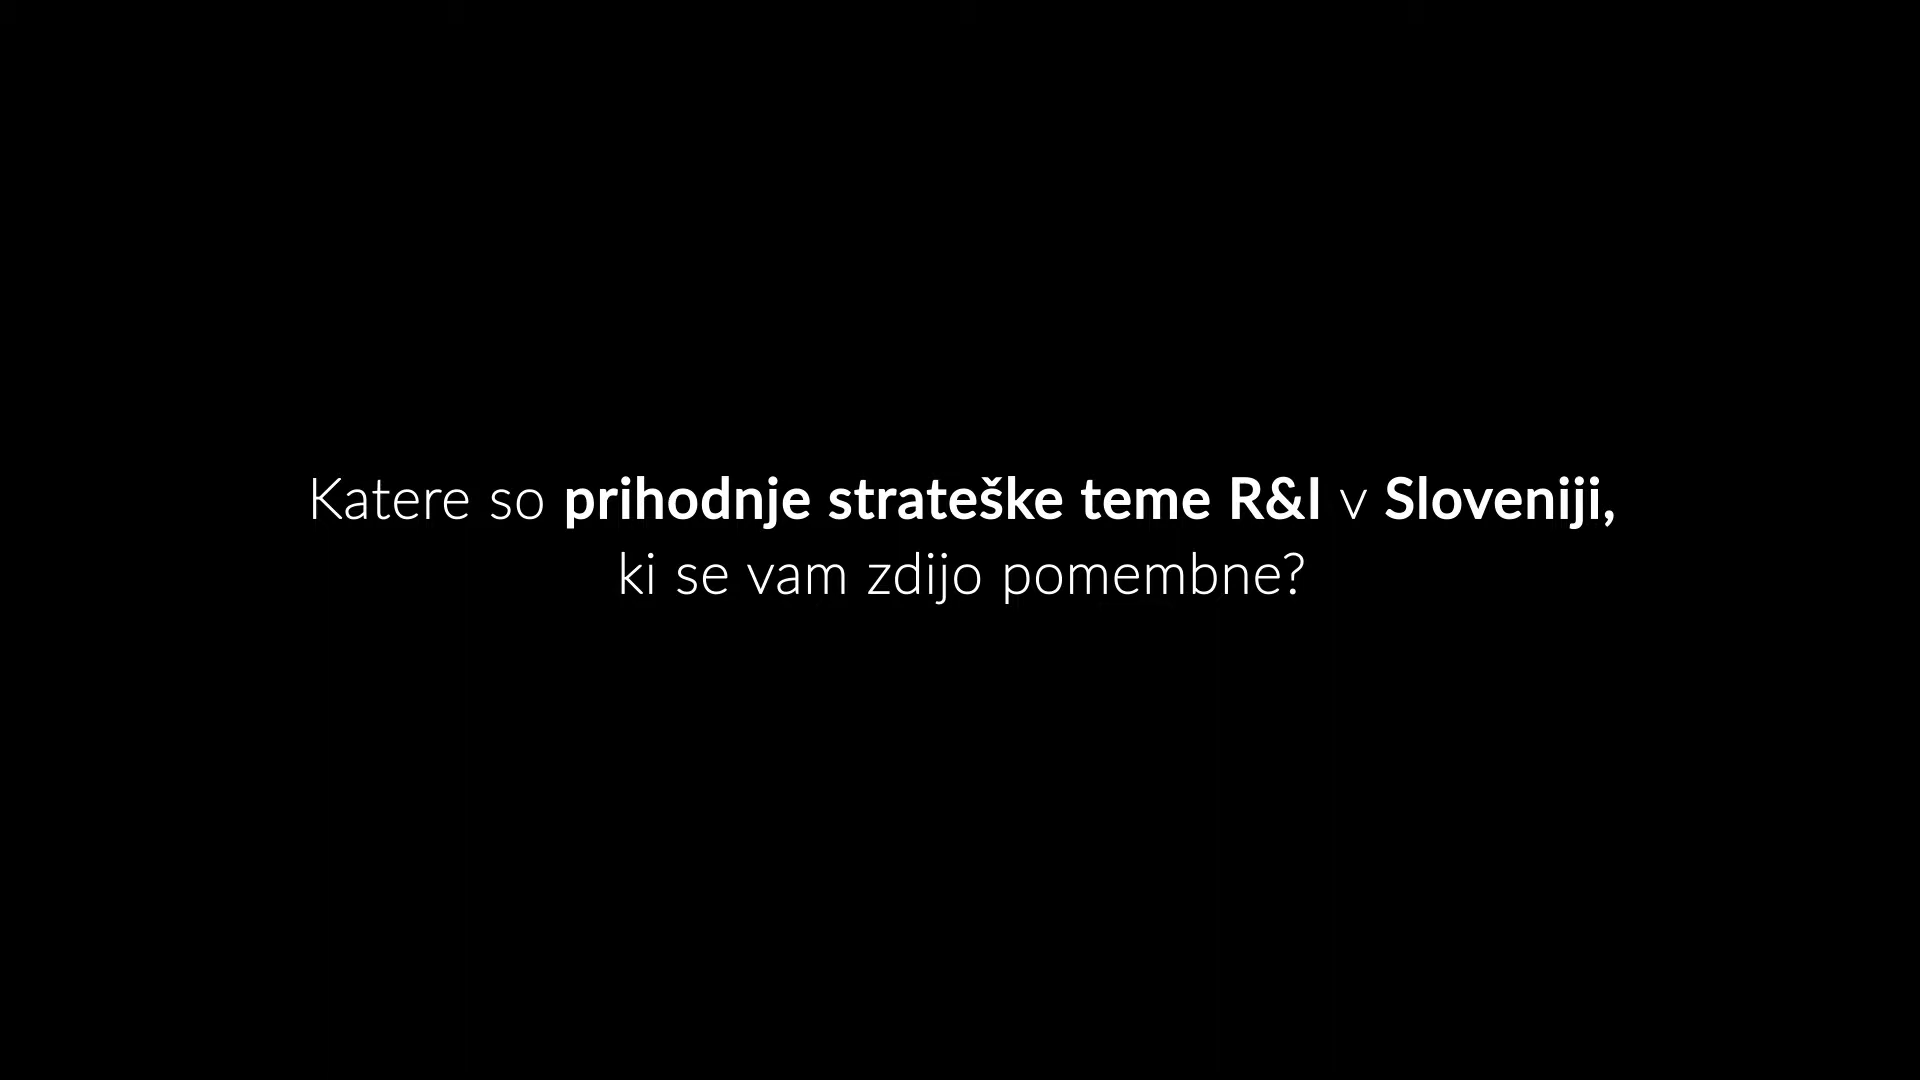 Katere so prihodnje strateške teme R&I v Sloveniji,
ki se vam zdijo pomembne?